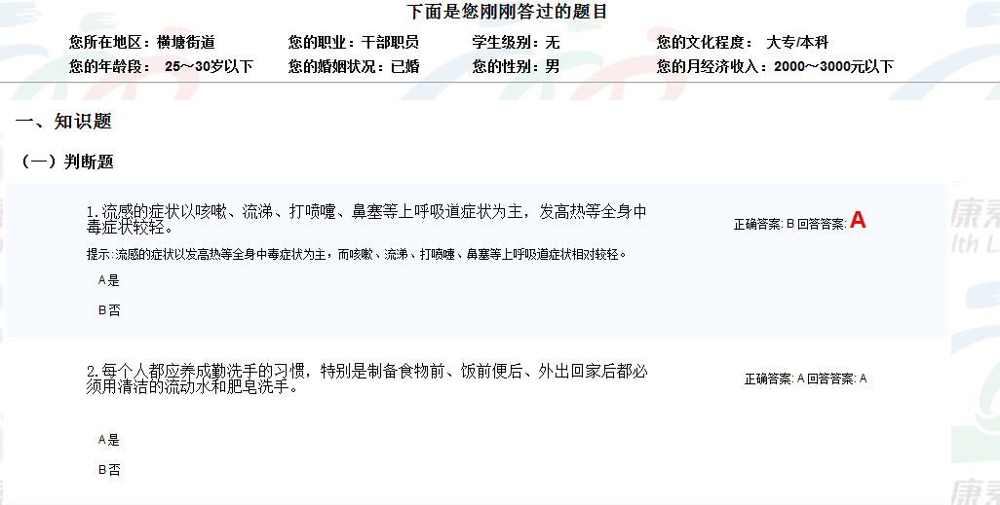 下面是您刚刚答过的题目
您所在地区：横塘街道 您的职业：干部职员 学生级别：无 您的文化程度： 大专/本科
您的年龄段： 25～30岁以下 您的婚姻状况：已婚 您的性别：男 您的月经济收入：2000～3000元以下
一、知识题
（一）判断题
1.流感的症状以咳嗽、流涕、打喷嚏、鼻塞等上呼吸道症状为主，发高热等全身中
毒症状较轻。
正确答案: B 回答答案: A
提示:流感的症状以发高热等全身中毒症状为主，而咳嗽、流涕、打喷嚏、鼻塞等上呼吸道症状相对较轻。
A 是
B 否
2.每个人都应养成勤洗手的习惯，特别是制备食物前、饭前便后、外出回家后都必
须用清洁的流动水和肥皂洗手。
正确答案: A 回答答案: A
A 是
B 否
康素
lth L
康素